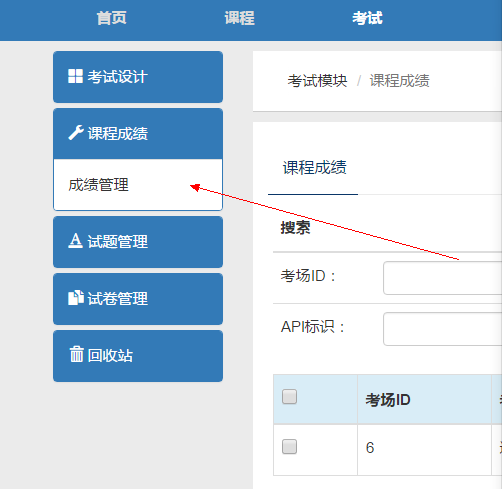 首页 课程 考试
考试设计
课程成绩
成绩管理
试题管理
试卷管理
回收站
考试模块 / 课程成绩
课程成绩
搜索
考场ID：
API标识：
考场ID
6